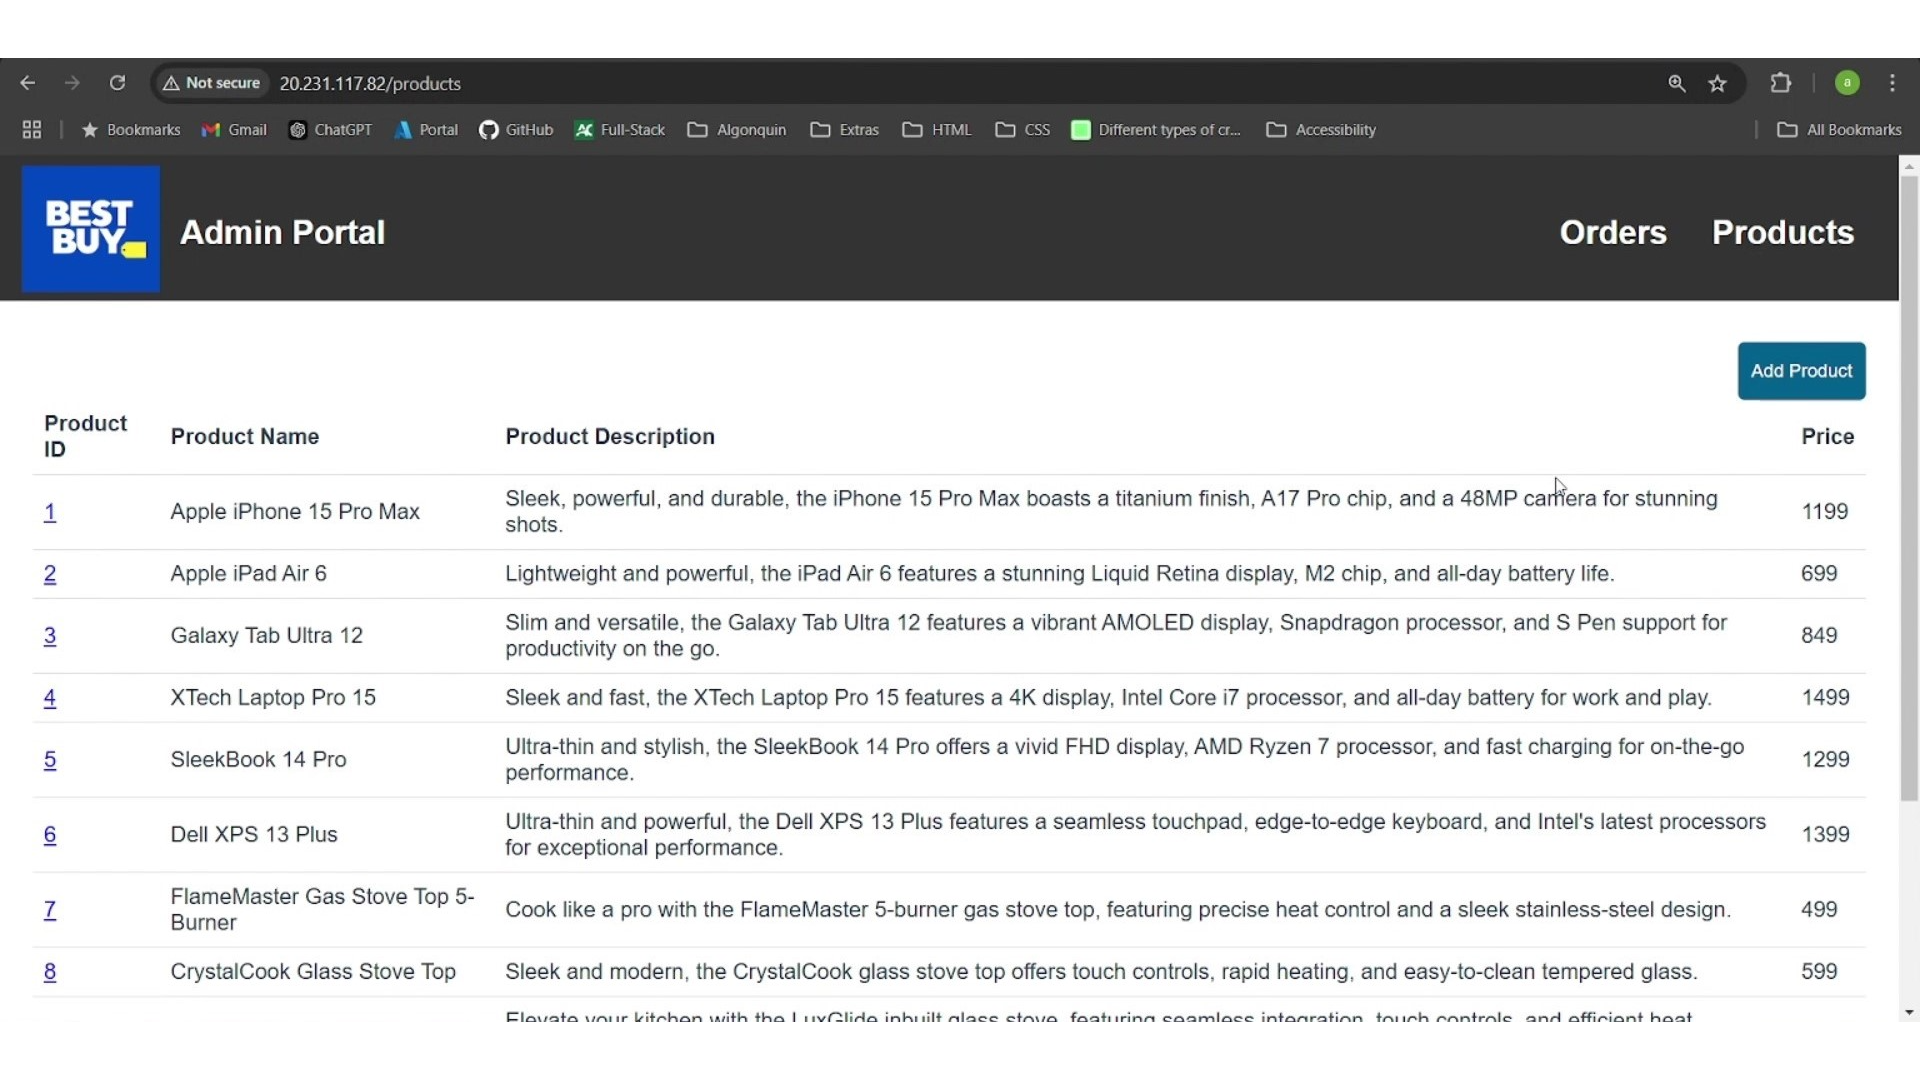 Not secure 20.231.117.82/products a
Bookmarks Gmail ChatGPT Portal GitHub Full-Stack Algonquin Extras HTML CSS Different types of cr... Accessibility All Bookmarks
BEST
BUY
Admin Portal
Orders Products
Add Product
Product
ID
Product Name
Product Description
Price
1
Apple iPhone 15 Pro Max
Sleek, powerful, and durable, the iPhone 15 Pro Max boasts a titanium finish, A17 Pro chip, and a 48MP camera for stunning
shots.
1199
2
Apple iPad Air 6
Lightweight and powerful, the iPad Air 6 features a stunning Liquid Retina display, M2 chip, and all-day battery life.
699
3
Galaxy Tab Ultra 12
Slim and versatile, the Galaxy Tab Ultra 12 features a vibrant AMOLED display, Snapdragon processor, and S Pen support for
productivity on the go.
849
4
XTech Laptop Pro 15
Sleek and fast, the XTech Laptop Pro 15 features a 4K display, Intel Core i7 processor, and all-day battery for work and play.
1499
5
SleekBook 14 Pro
Ultra-thin and stylish, the SleekBook 14 Pro offers a vivid FHD display, AMD Ryzen 7 processor, and fast charging for on-the-go
performance.
1299
6
Dell XPS 13 Plus
Ultra-thin and powerful, the Dell XPS 13 Plus features a seamless touchpad, edge-to-edge keyboard, and Intel's latest processors
for exceptional performance.
1399
7
FlameMaster Gas Stove Top 5-
Burner
Cook like a pro with the FlameMaster 5-burner gas stove top, featuring precise heat control and a sleek stainless-steel design.
499
8
CrystalCook Glass Stove Top
Sleek and modern, the CrystalCook glass stove top offers touch controls, rapid heating, and easy-to-clean tempered glass.
599
Elevate your kitchen with the LuxGlide inbuilt glass stove, featuring seamless integration, touch controls, and efficient heat